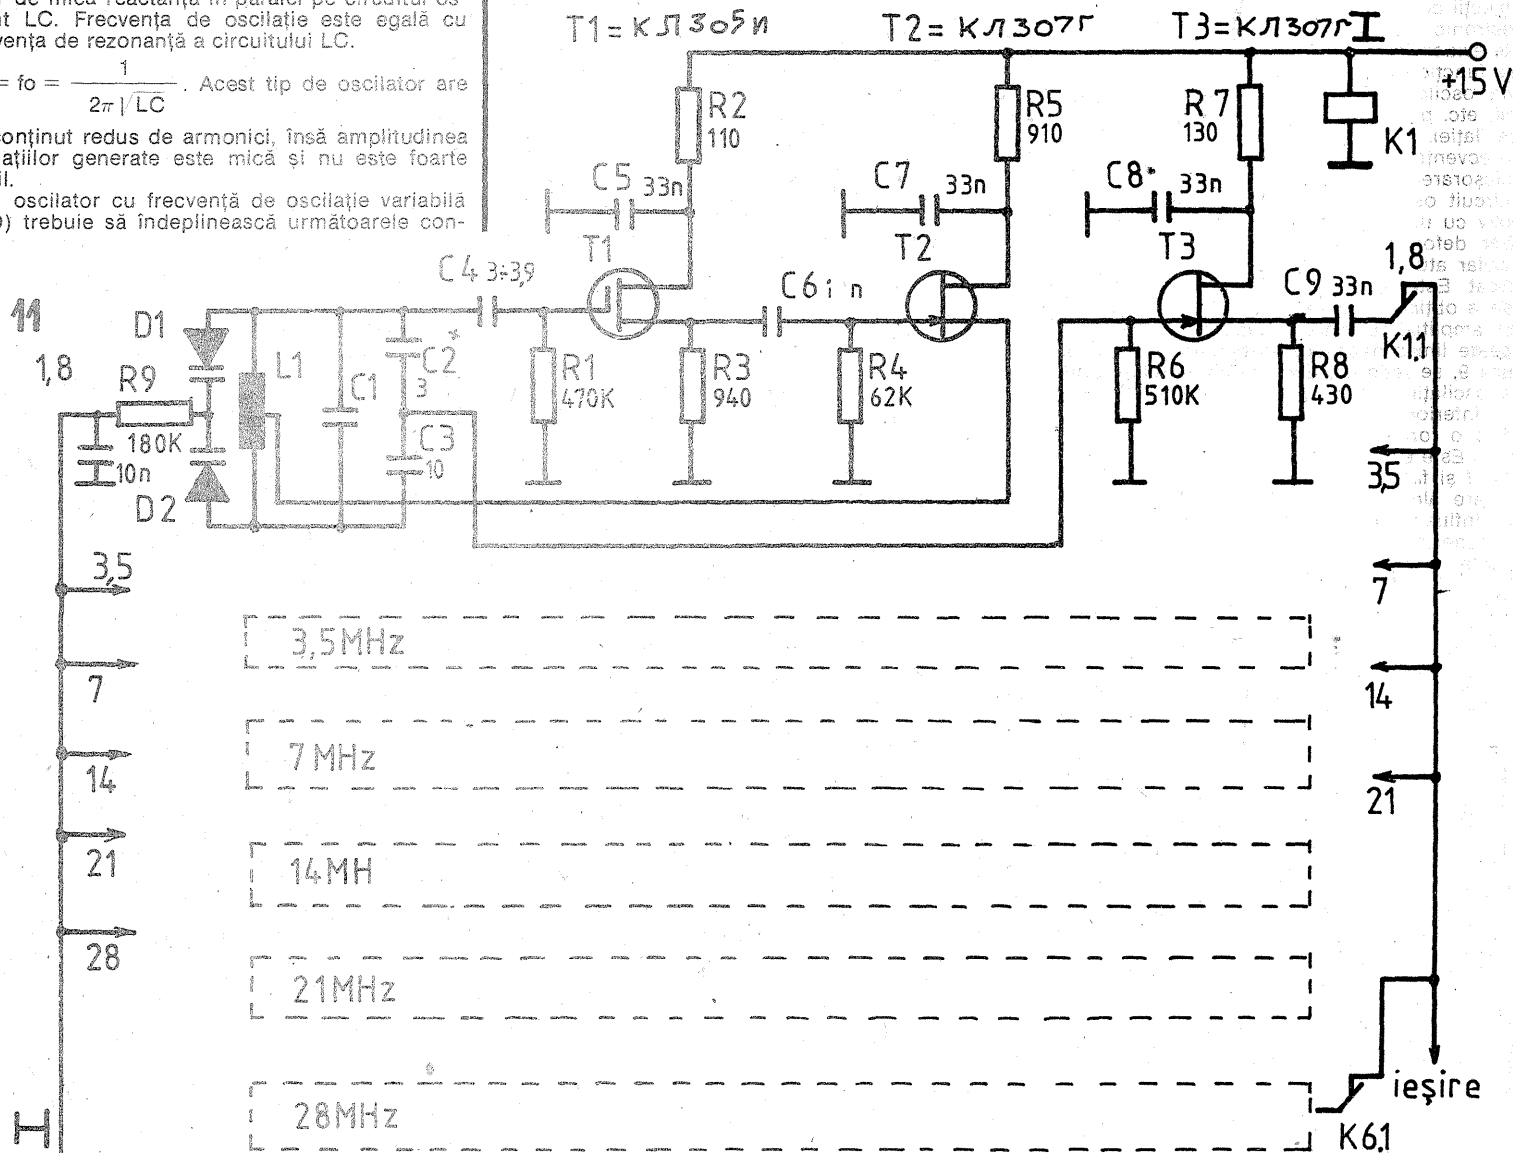 de mică reactanță în paralel pe circuitul os-
nt LC. Frecvența de oscilație este egală cu
vența de rezonanță a circuitului LC.
= fo = 1 / 2π √LC . Acest tip de oscilator are
conținut redus de armonici, însă amplitudinea
ațiilor generate este mică și nu este foarte
il.
oscilator cu frecvență de oscilație variabilă
O) trebuie să îndeplinească următoarele con-
T1= КП305И
T2= КП307Г
T3=КП307Г I
+15V
R2
110
R5
910
R7
130
K1
C5 33n
C7 33n
C8* 33n
T1
T2
T3
C4 3÷3,9
C6 1n
C9 33n
1,8
K1,1
11
1,8
D1
R9
180K
10n
D2
L1
C1
C2*
3
C3
10
R1
470K
R3
940
R4
62K
R6
510K
R8
430
3,5
3,5
7
7
14
14
21
21
28
3,5MHz
7MHz
14MH
21MHz
28MHz
ieșire
K6,1
I